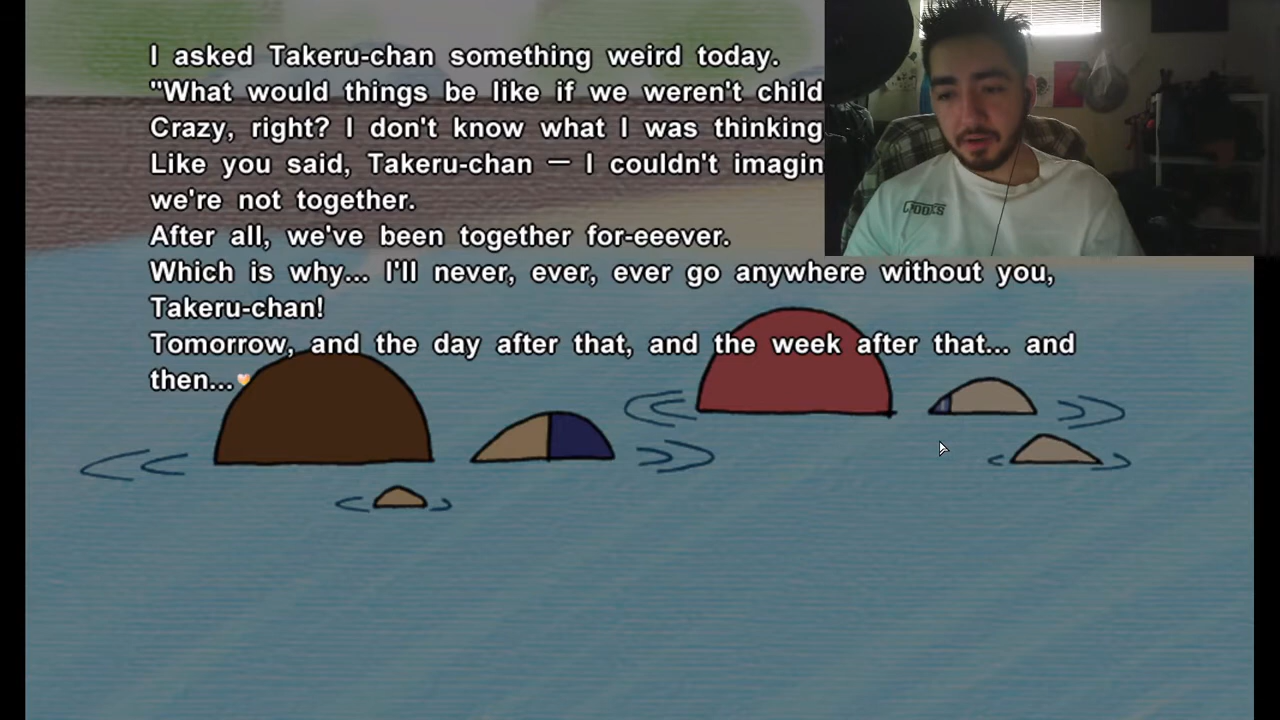 I asked Takeru-chan something weird today.
"What would things be like if we weren't child
Crazy, right? I don't know what I was thinking
Like you said, Takeru-chan — I couldn't imagin
we're not together.
After all, we've been together for-eeever.
Which is why... I'll never, ever, ever go anywhere without you,
Takeru-chan!
Tomorrow, and the day after that, and the week after that... and
then...